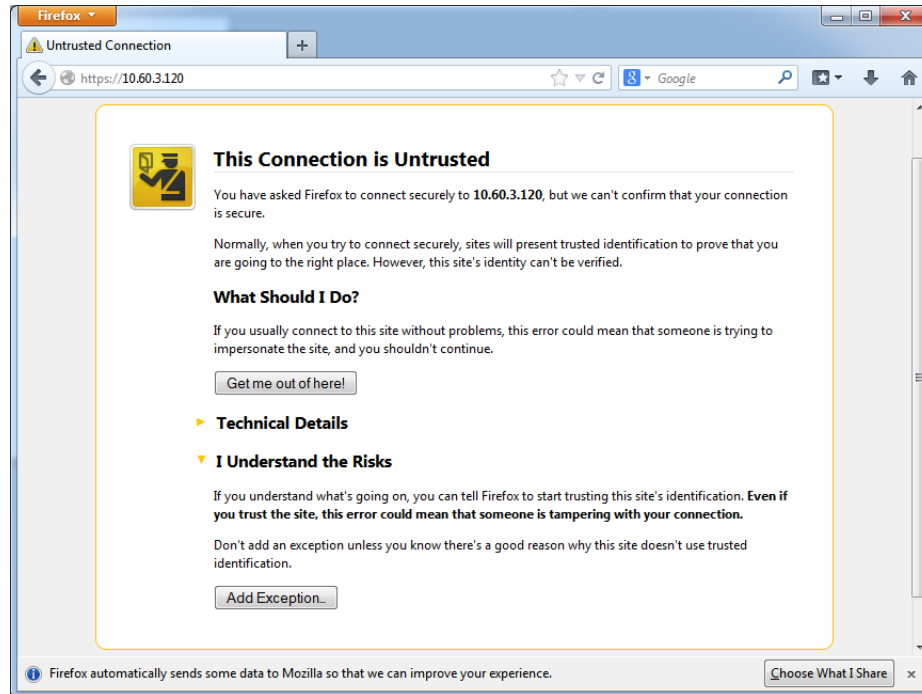 Firefox
Untrusted Connection
https://10.60.3.120
Google
This Connection is Untrusted
You have asked Firefox to connect securely to 10.60.3.120, but we can't confirm that your connection
is secure.
Normally, when you try to connect securely, sites will present trusted identification to prove that you
are going to the right place. However, this site's identity can't be verified.
What Should I Do?
If you usually connect to this site without problems, this error could mean that someone is trying to
impersonate the site, and you shouldn't continue.
Get me out of here!
Technical Details
I Understand the Risks
If you understand what's going on, you can tell Firefox to start trusting this site's identification. Even if
you trust the site, this error could mean that someone is tampering with your connection.
Don't add an exception unless you know there's a good reason why this site doesn't use trusted
identification.
Add Exception...
Firefox automatically sends some data to Mozilla so that we can improve your experience.
Choose What I Share